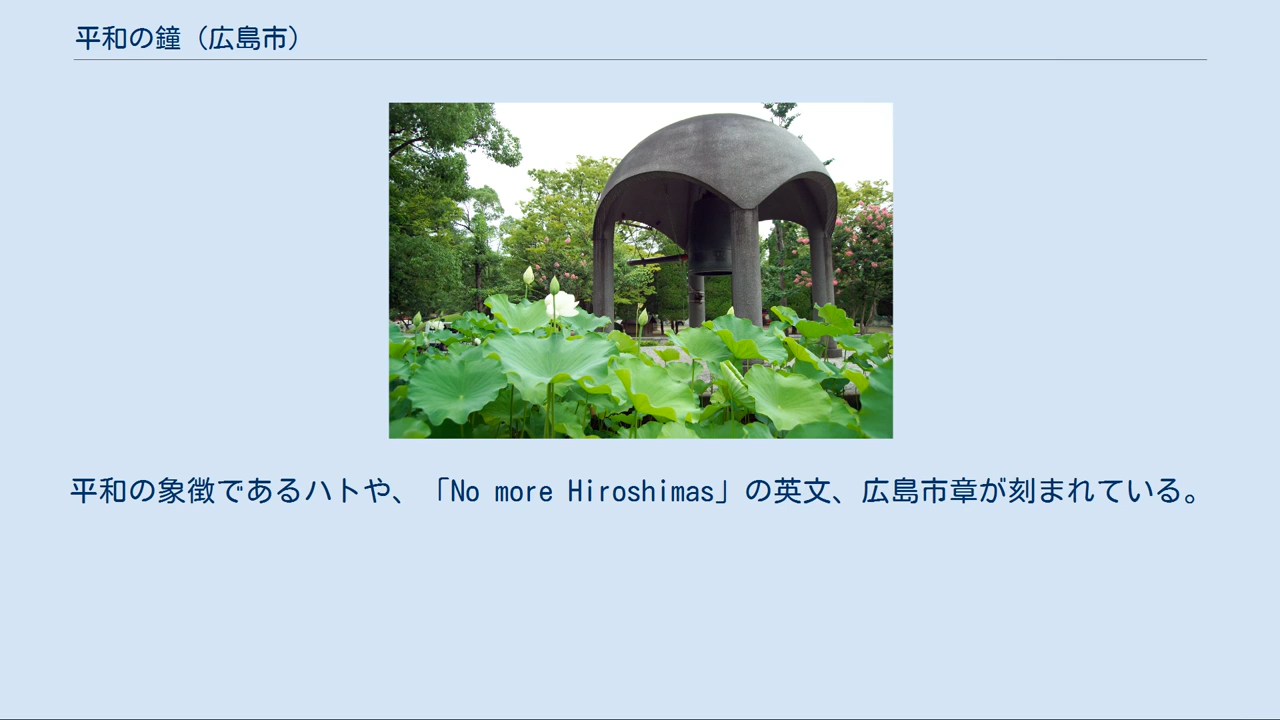 平和の鐘（広島市）
平和の象徴であるハトや、「No more Hiroshimas」の英文、広島市章が刻まれている。